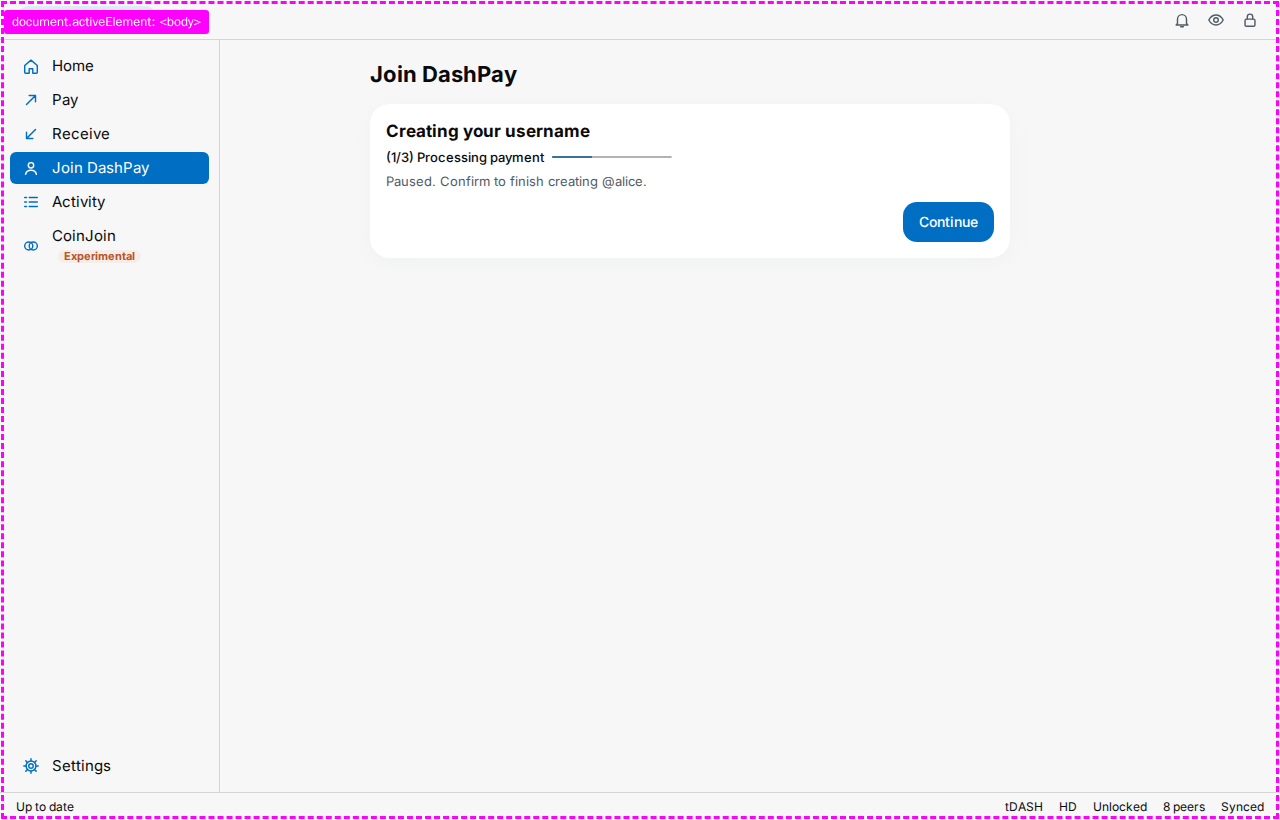 document.activeElement: <body>
Home
Pay
Receive
Join DashPay
Activity
CoinJoin
Experimental
Settings
Join DashPay
Creating your username
(1/3) Processing payment
Paused. Confirm to finish creating @alice.
Continue
Up to date
tDASH HD Unlocked 8 peers Synced